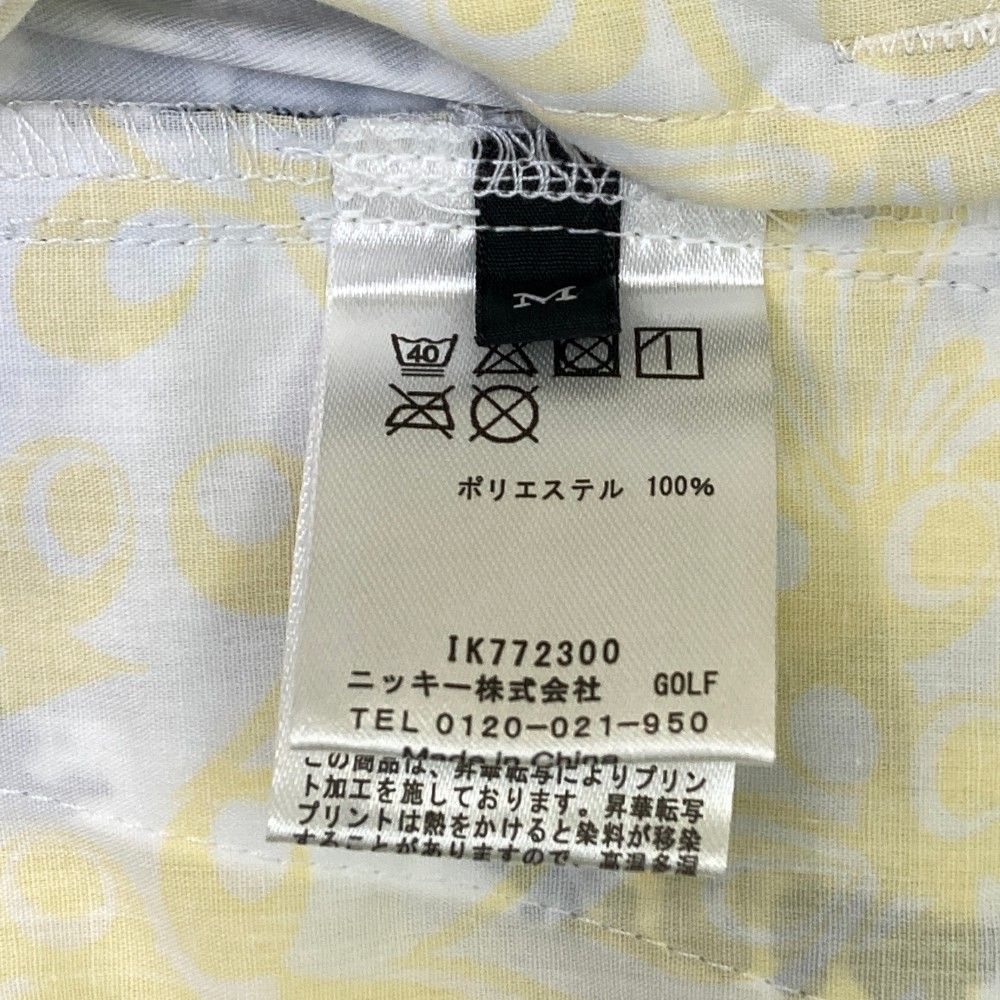 M
40
ポリエステル 100%
IK772300
ニッキー株式会社 GOLF
TEL 0120-021-950
Made in China
この商品は、昇華転写によりプリン
ト加工を施しております。昇華転写
プリントは熱をかけると染料が移染
することがありますので、高温多湿